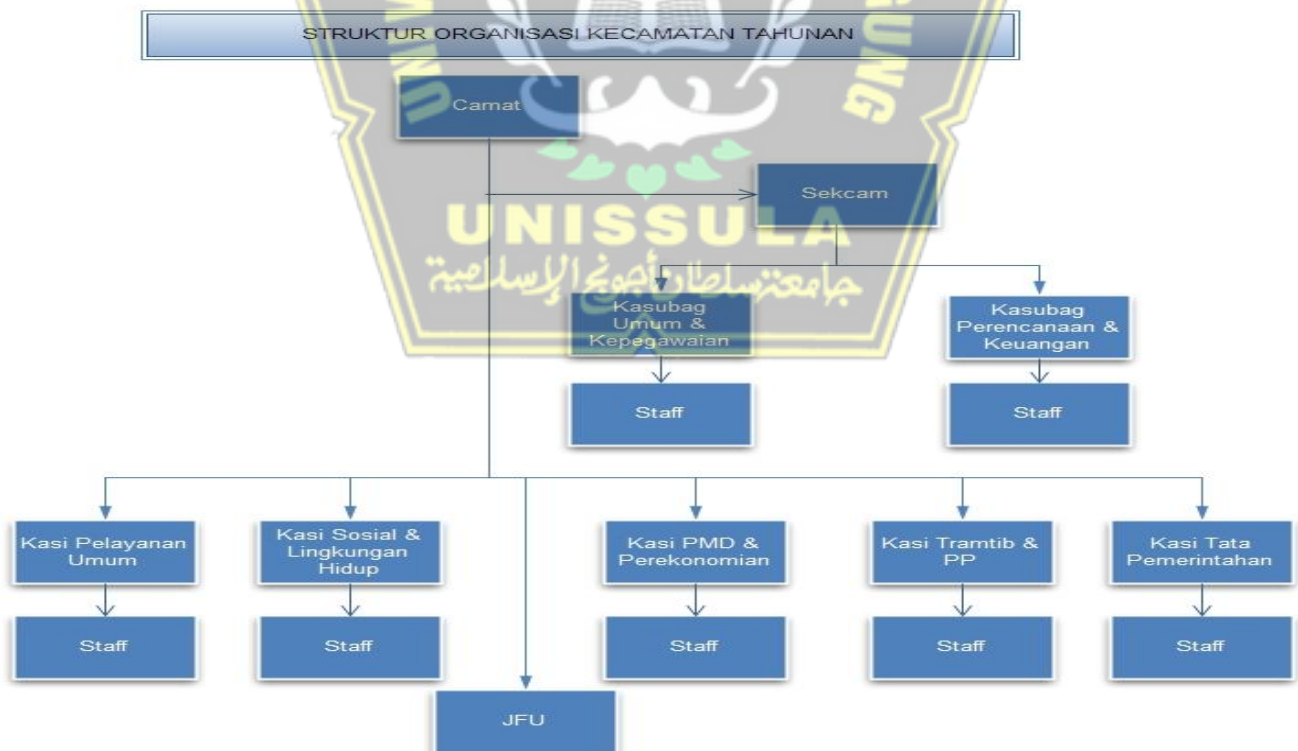 STRUKTUR ORGANISASI KECAMATAN TAHUNAN
Camat
Sekcam
UNISSULA
جامعة سلطان أجونج الإسلامية
Kasubag
Umum &
Kepegawaian
Kasubag
Perencanaan &
Keuangan
Staff
Staff
Kasi Pelayanan
Umum
Kasi Sosial &
Lingkungan
Hidup
Kasi PMD &
Perekonomian
Kasi Tramtib &
PP
Kasi Tata
Pemerintahan
Staff
Staff
Staff
Staff
Staff
JFU